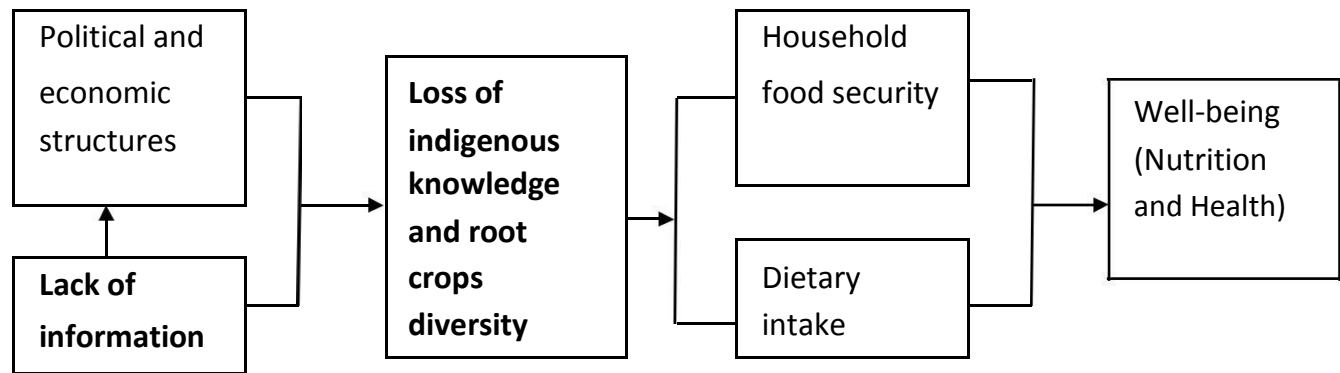 Political and
economic
structures
Lack of
information
Loss of
indigenous
knowledge
and root
crops
diversity
Household
food security
Dietary
intake
Well-being
(Nutrition
and Health)